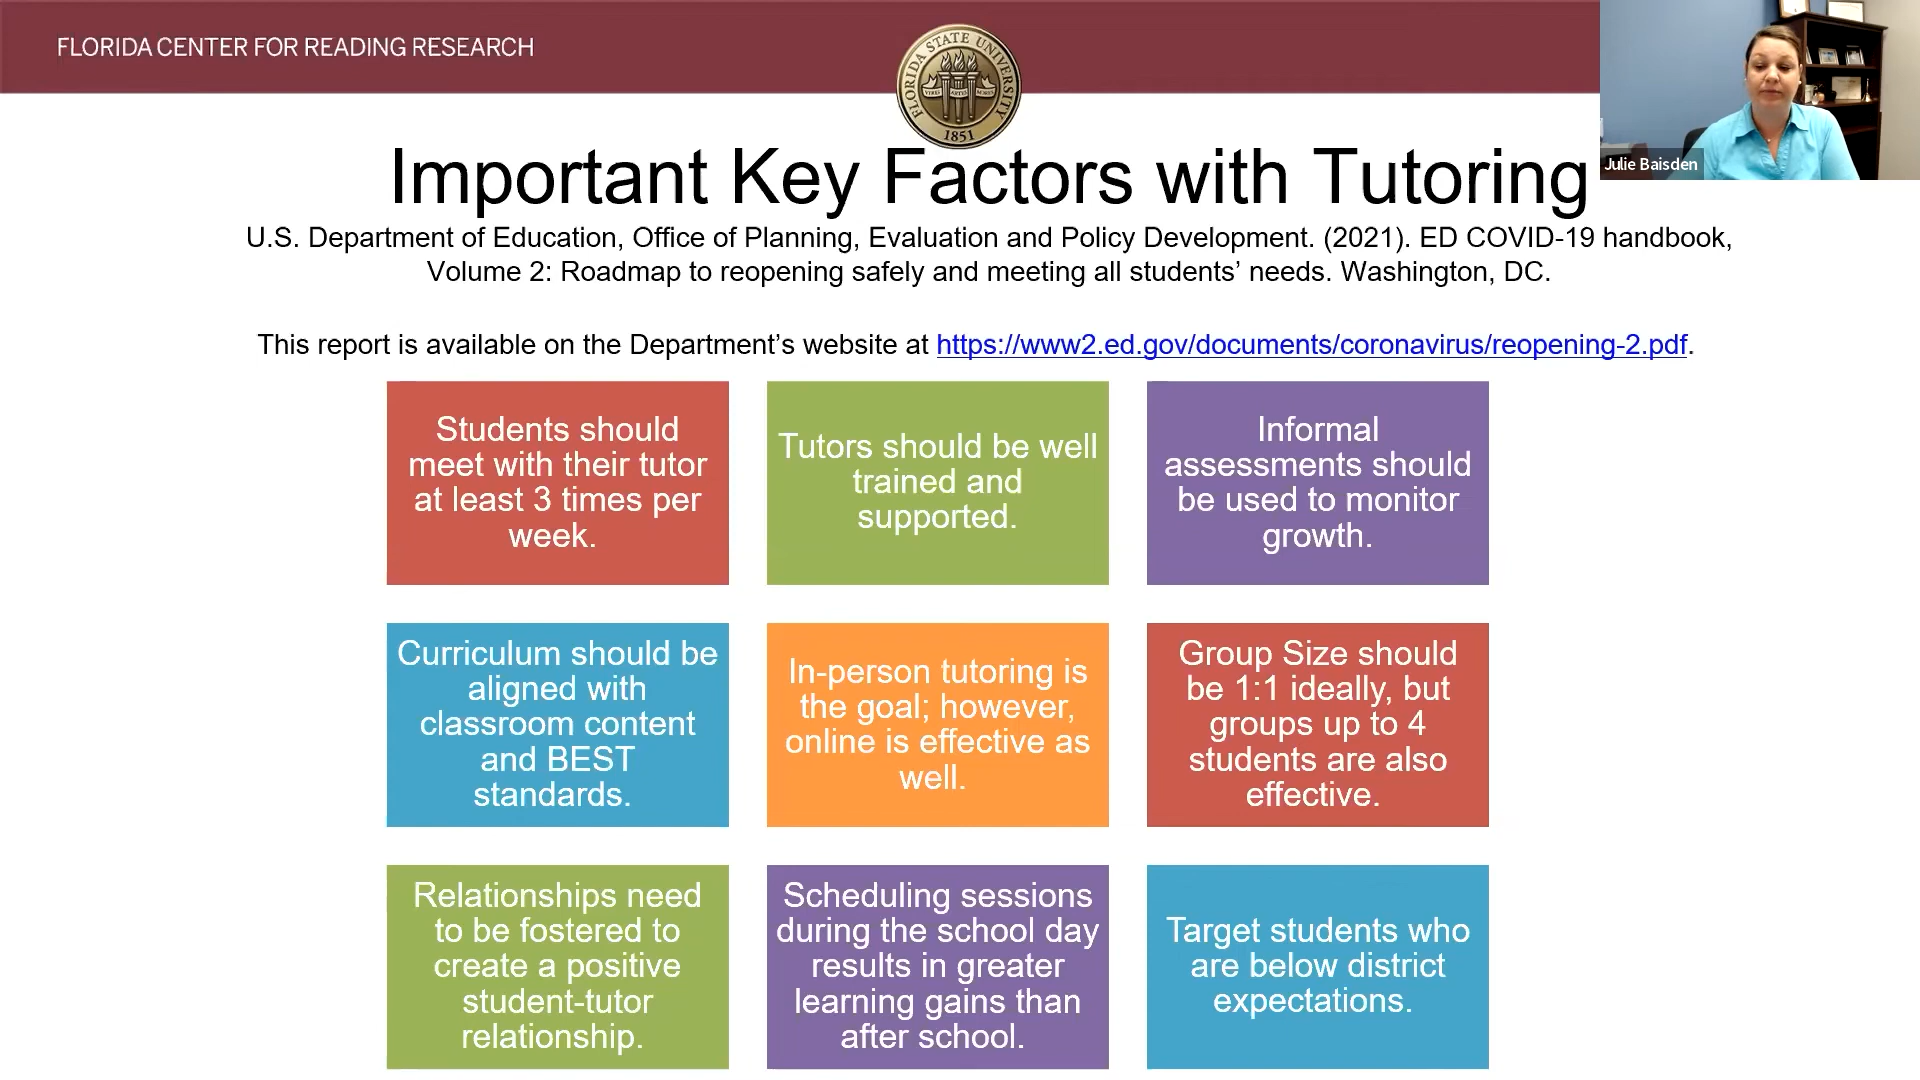 FLORIDA CENTER FOR READING RESEARCH
FLORIDA STATE UNIVERSITY
VIRES ARTES MORES
1851
Julie Baisden
Important Key Factors with Tutoring
U.S. Department of Education, Office of Planning, Evaluation and Policy Development. (2021). ED COVID-19 handbook,
Volume 2: Roadmap to reopening safely and meeting all students’ needs. Washington, DC.
This report is available on the Department’s website at https://www2.ed.gov/documents/coronavirus/reopening-2.pdf.
Students should
meet with their tutor
at least 3 times per
week.
Tutors should be well
trained and
supported.
Informal
assessments should
be used to monitor
growth.
Curriculum should be
aligned with
classroom content
and BEST
standards.
In-person tutoring is
the goal; however,
online is effective as
well.
Group Size should
be 1:1 ideally, but
groups up to 4
students are also
effective.
Relationships need
to be fostered to
create a positive
student-tutor
relationship.
Scheduling sessions
during the school day
results in greater
learning gains than
after school.
Target students who
are below district
expectations.